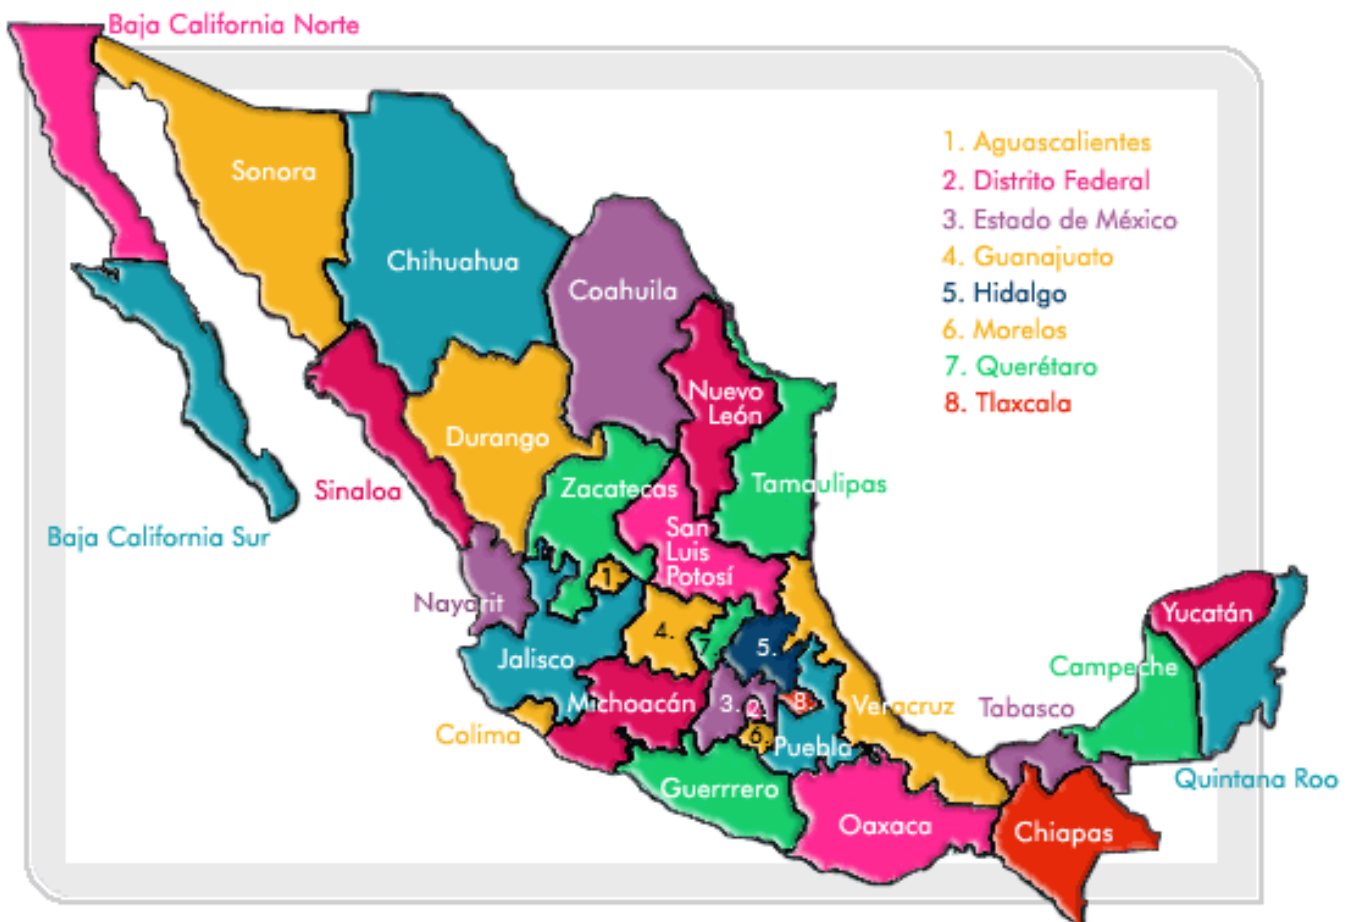 Baja California Norte
Sonora
Chihuahua
Coahuila
1. Aguascalientes
2. Distrito Federal
3. Estado de México
4. Guanajuato
5. Hidalgo
6. Morelos
7. Querétaro
8. Tlaxcala
Nuevo
León
Durango
Sinaloa
Zacatecas
Tamaulipas
Baja California Sur
San
Luis
Potosí
1.
Nayarit
Yucatán
4.
7.
5.
Jalisco
Campeche
Michoacán
3.
2.
8.
Veracruz
Tabasco
Colima
6.
Puebla
Quintana Roo
Guerrrero
Oaxaca
Chiapas